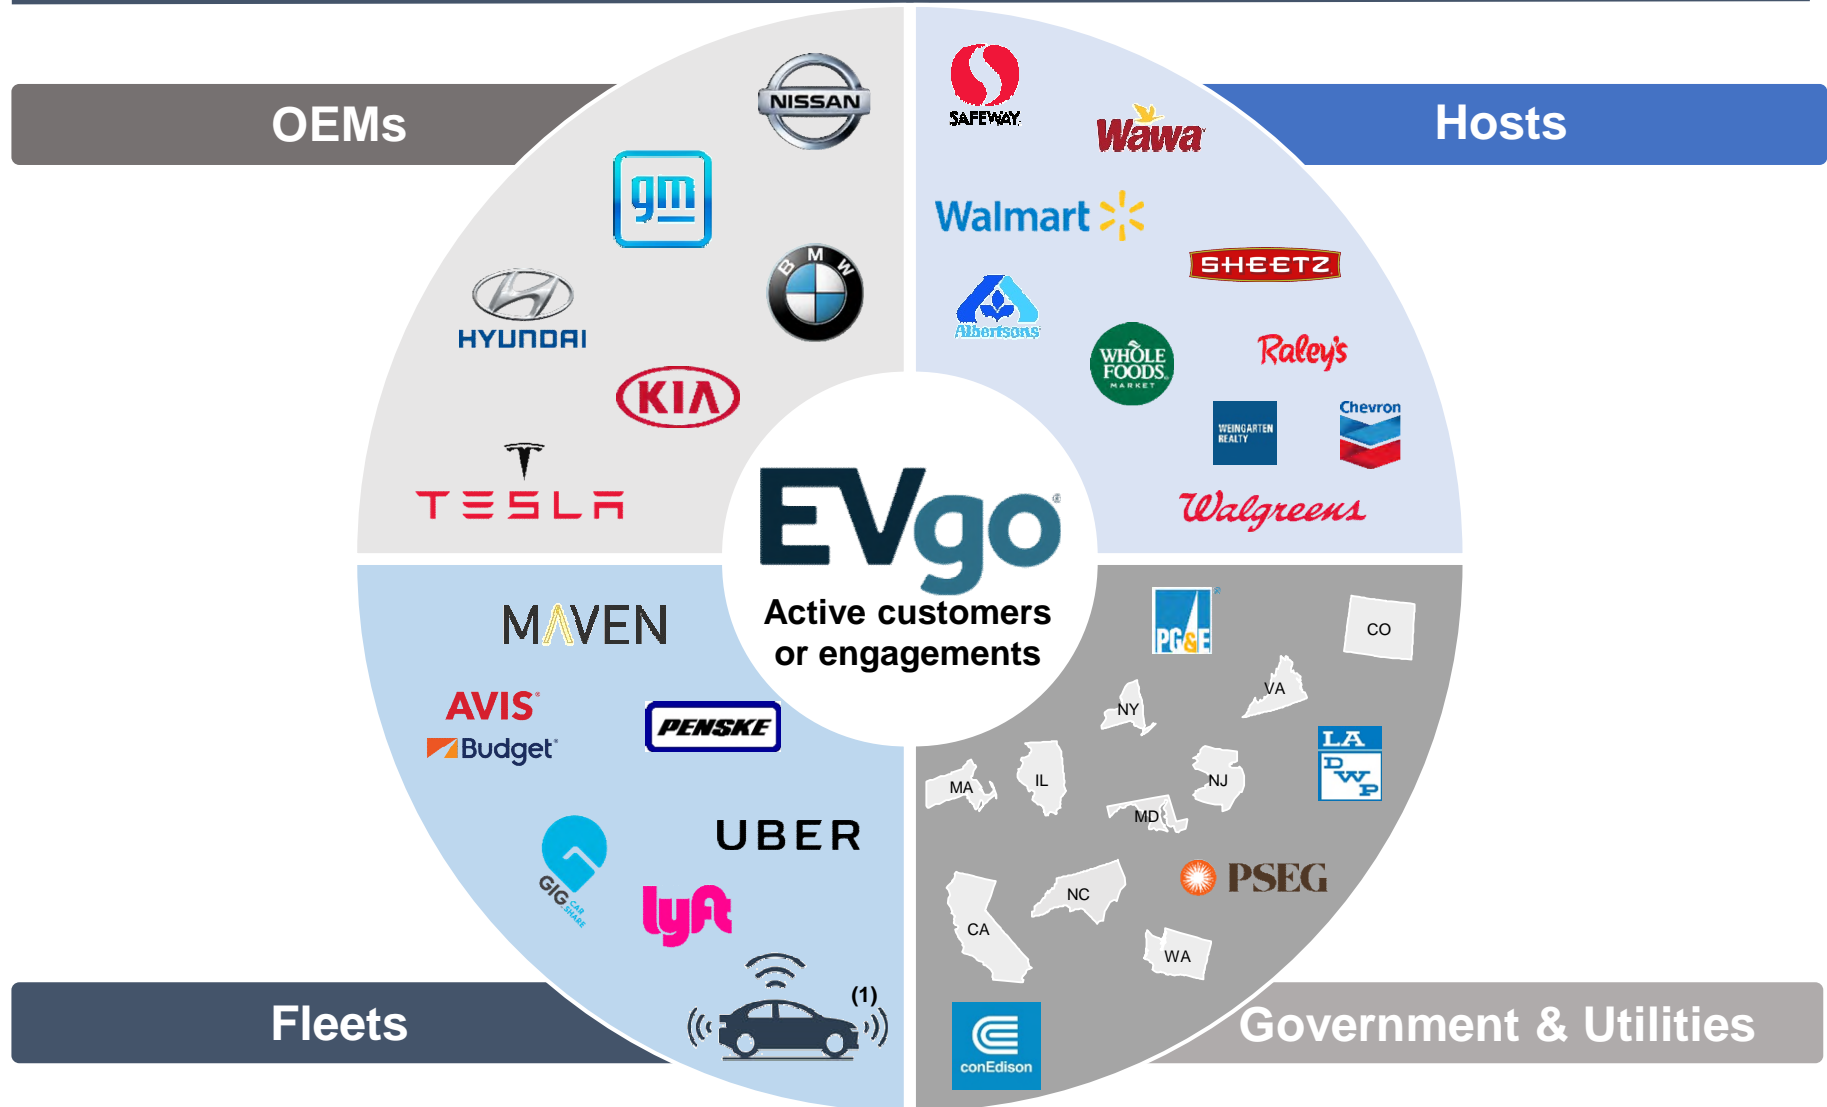 OEMs
NISSAN
gm
BMW
HYUNDAI
KIA
TESLA
Hosts
SAFEWAY
Wawa
Walmart
SHEETZ
Albertsons
WHOLE
FOODS
MARKET
Raley's
WEINGARTEN
REALTY
Chevron
Walgreens
EVgo®
Active customers
or engagements
MAVEN
AVIS®
Budget®
PENSKE
UBER
GIG
CAR
SHARE
lyft
(1)
Fleets
PG&E®
CO
VA
NY
LA
DWP
MA
IL
NJ
MD
PSEG
NC
CA
WA
conEdison
Government & Utilities